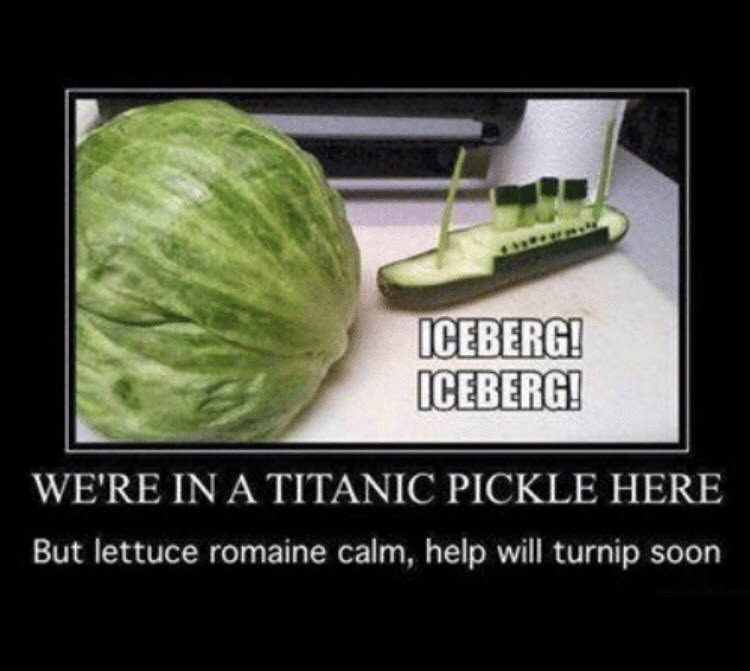 ICEBERG!
ICEBERG!
WE'RE IN A TITANIC PICKLE HERE
But lettuce romaine calm, help will turnip soon